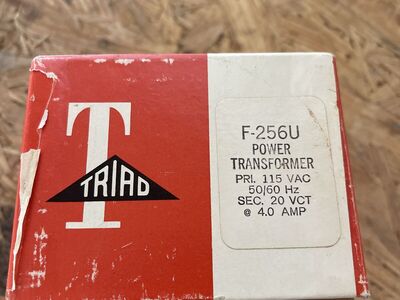 T
TRIAD
F-256U
POWER
TRANSFORMER
PRI. 115 VAC
50/60 Hz
SEC. 20 VCT
@ 4.0 AMP